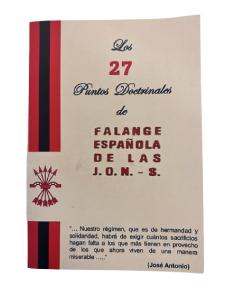 Los
27
Puntos Doctrinales
de
FALANGE
ESPAÑOLA
DE LAS
J.O.N.-S.
"... Nuestro régimen, que es de hermandad y
solidaridad, habrá de exigir cuántos sacrificios
hagan falta a los que más tienen en provecho
de los que ahora viven de una manera
miserable ....."
(José Antonio)